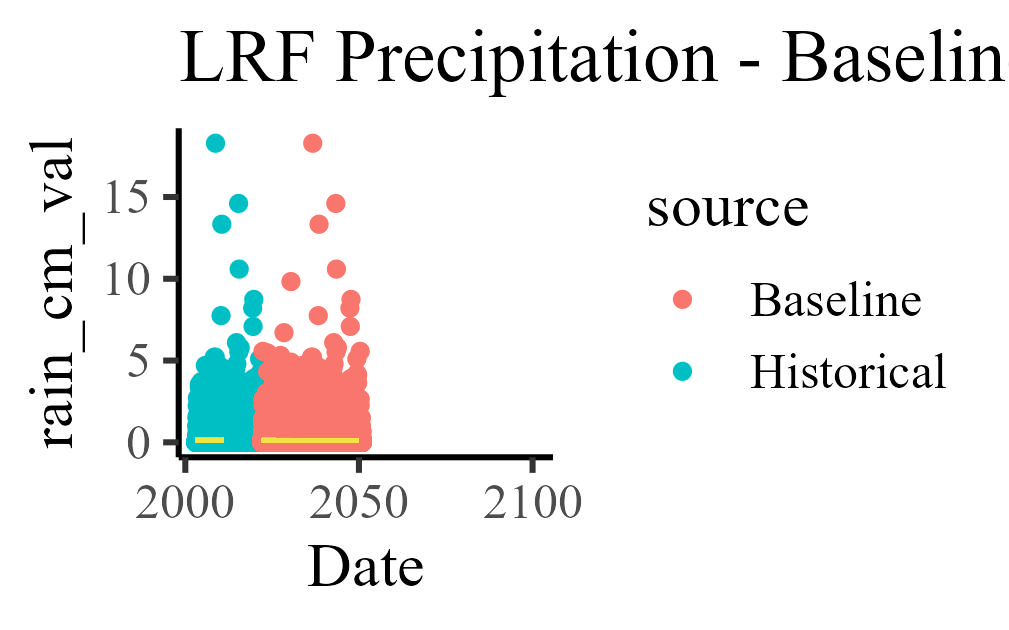 LRF Precipitation - Baselin
rain_cm_val
15
10
5
0
2000 2050 2100
Date
source
Baseline
Historical